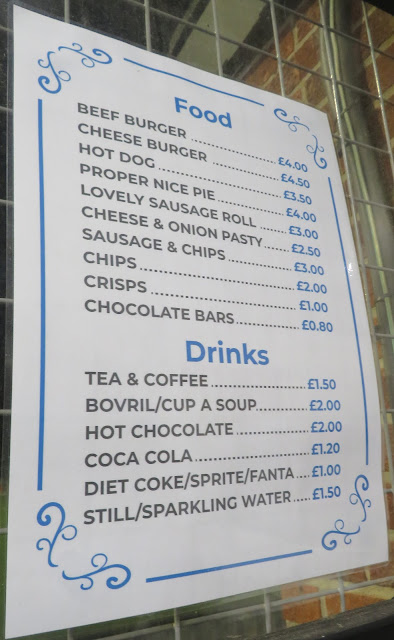 Food
BEEF BURGER ........................ £4.00
CHEESE BURGER .................. £4.50
HOT DOG .............................. £3.50
PROPER NICE PIE ................. £4.00
LOVELY SAUSAGE ROLL ........ £3.00
CHEESE & ONION PASTY....... £2.50
SAUSAGE & CHIPS ................. £3.00
CHIPS ...................................... £2.00
CRISPS ................................... £1.00
CHOCOLATE BARS.................. £0.80
Drinks
TEA & COFFEE ......................... £1.50
BOVRIL/CUP A SOUP............... £2.00
HOT CHOCOLATE ................... £2.00
COCA COLA ............................ £1.20
DIET COKE/SPRITE/FANTA .... £1.00
STILL/SPARKLING WATER ..... £1.50